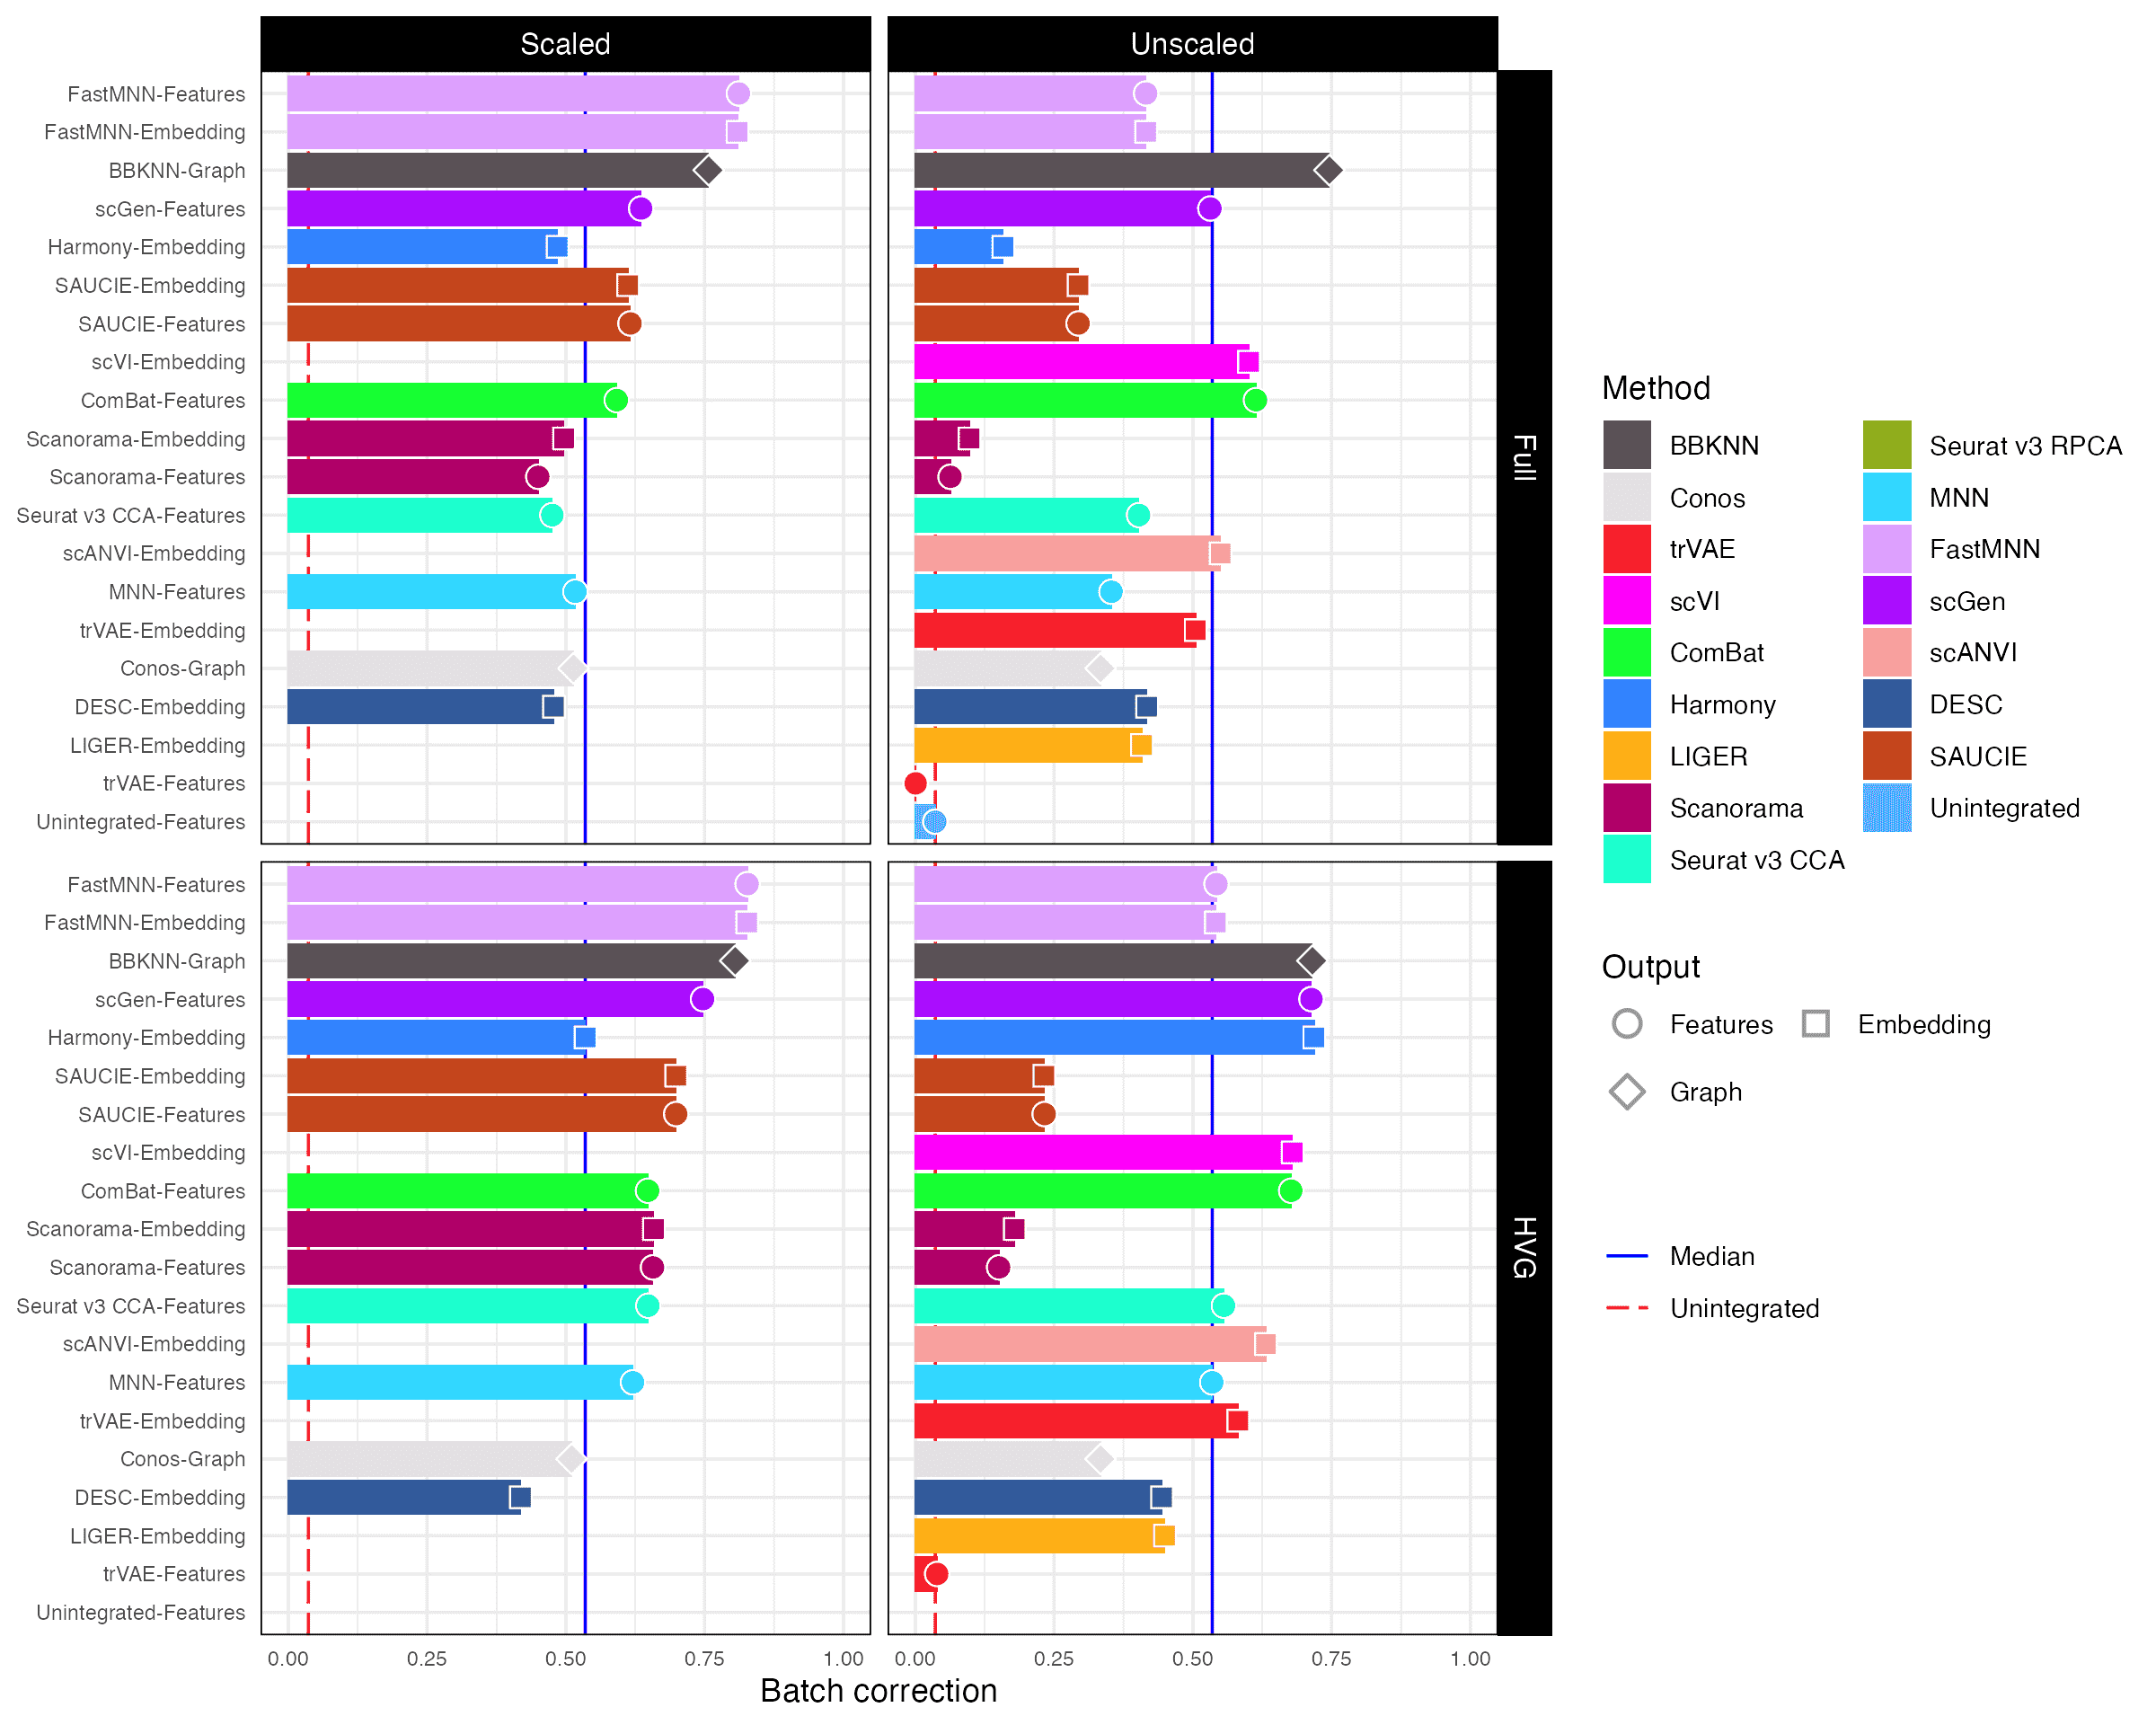 Scaled
Unscaled
FastMNN-Features
FastMNN-Embedding
BBKNN-Graph
scGen-Features
Harmony-Embedding
SAUCIE-Embedding
SAUCIE-Features
scVI-Embedding
ComBat-Features
Scanorama-Embedding
Scanorama-Features
Seurat v3 CCA-Features
scANVI-Embedding
MNN-Features
trVAE-Embedding
Conos-Graph
DESC-Embedding
LIGER-Embedding
trVAE-Features
Unintegrated-Features
Full
FastMNN-Features
FastMNN-Embedding
BBKNN-Graph
scGen-Features
Harmony-Embedding
SAUCIE-Embedding
SAUCIE-Features
scVI-Embedding
ComBat-Features
Scanorama-Embedding
Scanorama-Features
Seurat v3 CCA-Features
scANVI-Embedding
MNN-Features
trVAE-Embedding
Conos-Graph
DESC-Embedding
LIGER-Embedding
trVAE-Features
Unintegrated-Features
HVG
0.00 0.25 0.50 0.75 1.00
0.00 0.25 0.50 0.75 1.00
Batch correction
Method
BBKNN
Conos
trVAE
scVI
ComBat
Harmony
LIGER
Scanorama
Seurat v3 CCA
Seurat v3 RPCA
MNN
FastMNN
scGen
scANVI
DESC
SAUCIE
Unintegrated
Output
Features
Embedding
Graph
Median
Unintegrated